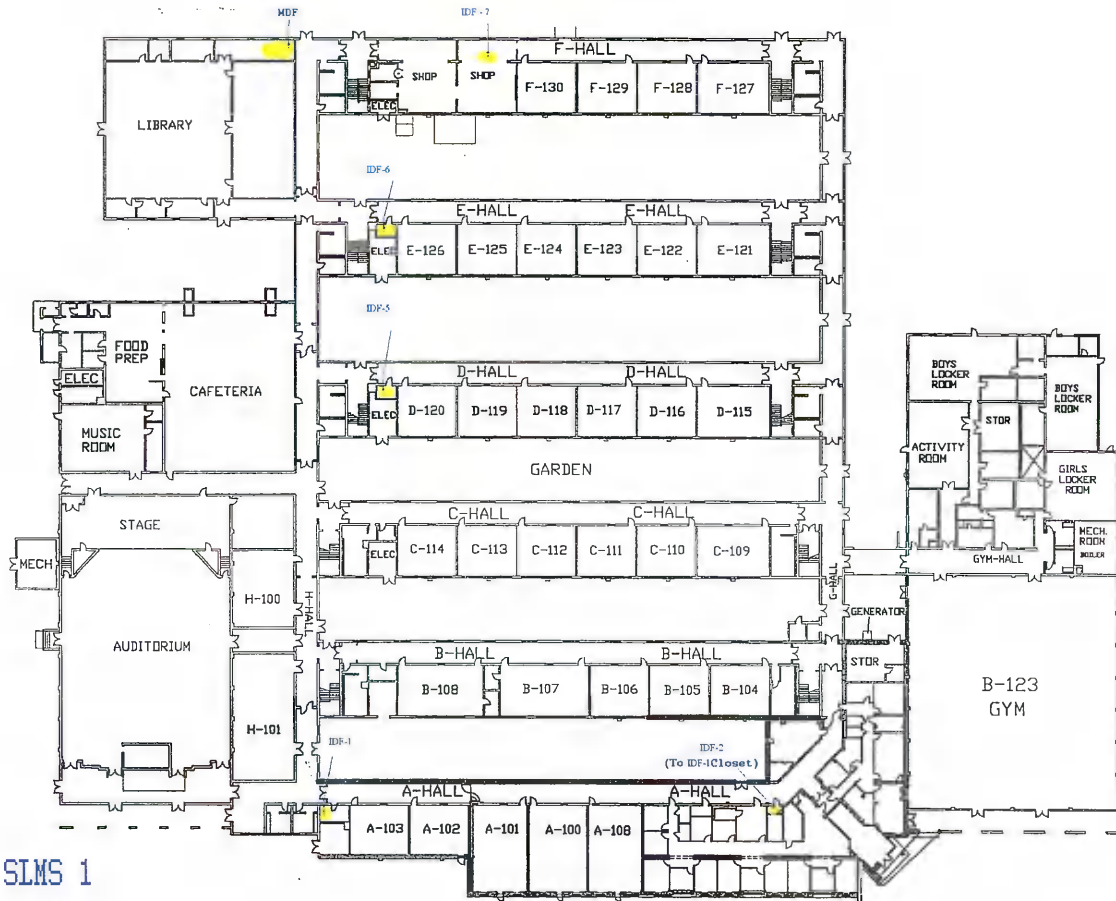 MDF
IDF-7
F-HALL
SHOP
SHOP
F-130
F-129
F-128
F-127
ELEC
LIBRARY
IDF-6
E-HALL
E-HALL
ELEC
E-126
E-125
E-124
E-123
E-122
E-121
IDF-5
FOOD
PREP
ELEC
CAFETERIA
MUSIC
ROOM
D-HALL
D-HALL
ELEC
D-120
D-119
D-118
D-117
D-116
D-115
BOYS
LOCKER
ROOM
BOYS
LOCKER
ROOM
STOR
ACTIVITY
ROOM
GIRLS
LOCKER
ROOM
GARDEN
STAGE
C-HALL
C-HALL
ELEC
C-114
C-113
C-112
C-111
C-110
C-109
MECH
MECH.
ROOM
BOILER
GYM-HALL
H-100
H-HALL
G-HALL
GENERATOR
AUDITORIUM
B-HALL
B-HALL
STOR
B-108
B-107
B-106
B-105
B-104
B-123
GYM
H-101
IDF-1
IDF-2
(To IDF-1Closet)
A-HALL
A-HALL
A-103
A-102
A-101
A-100
A-108
SLMS 1